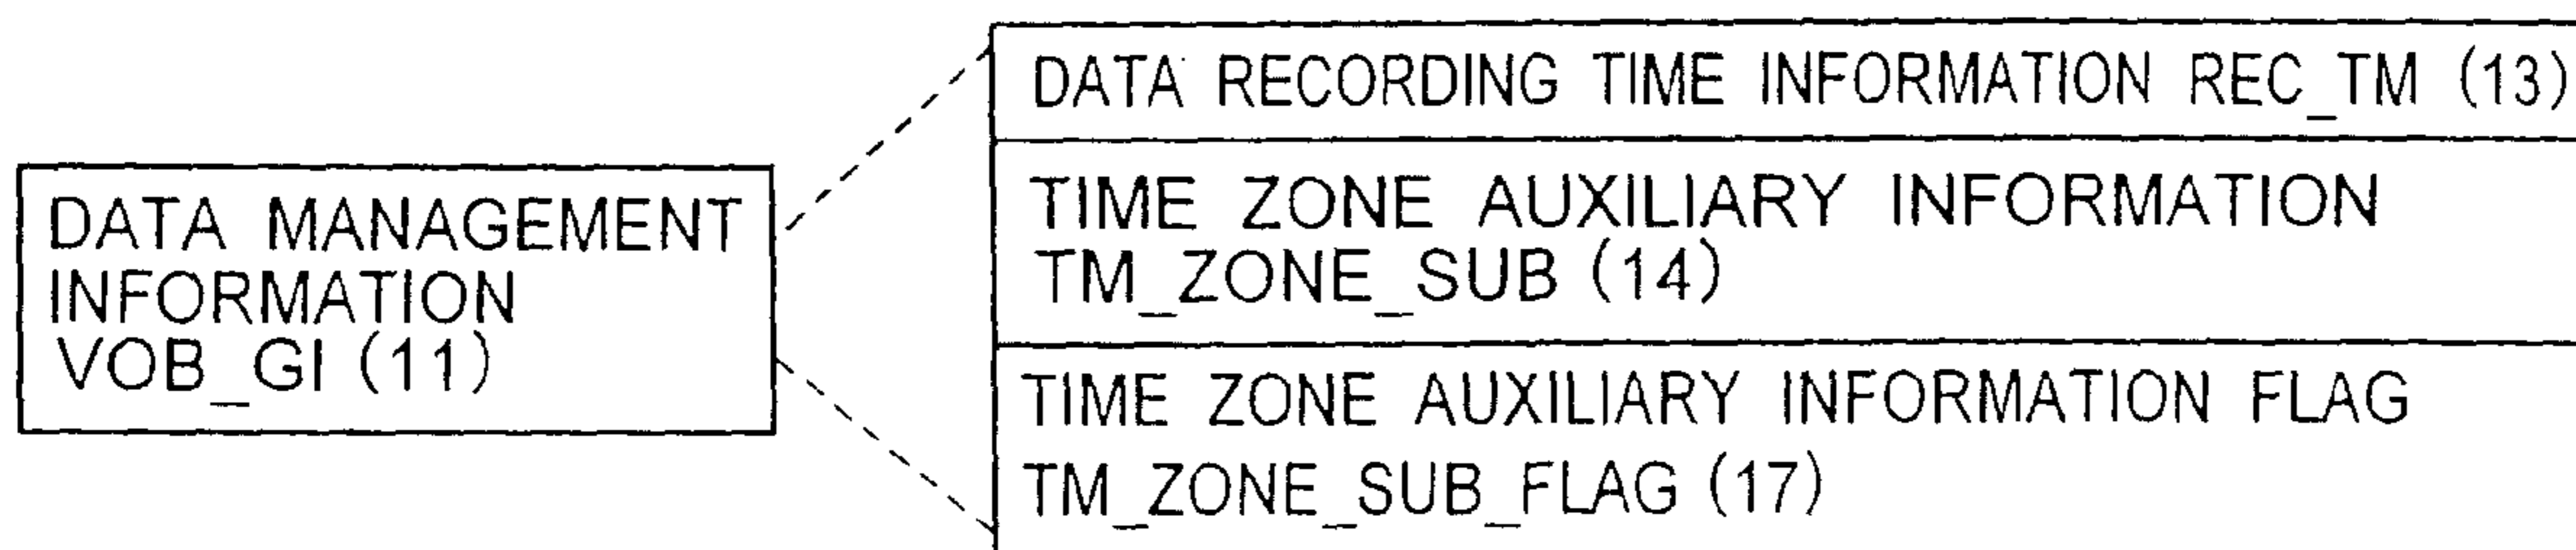 DATA MANAGEMENT
INFORMATION
VOB_GI (11)
DATA RECORDING TIME INFORMATION REC_TM (13)
TIME ZONE AUXILIARY INFORMATION
TM_ZONE_SUB (14)
TIME ZONE AUXILIARY INFORMATION FLAG
TM_ZONE_SUB_FLAG (17)